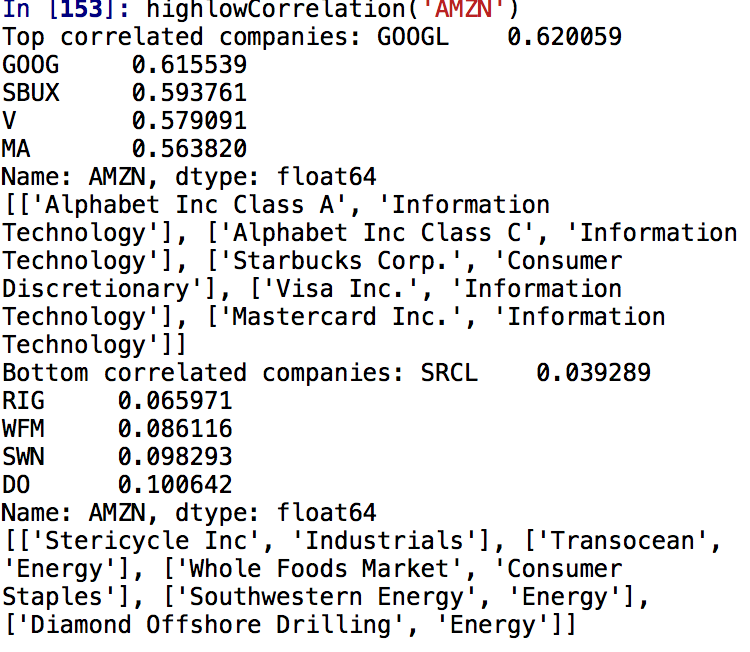 In [153]: highlowCorrelation('AMZN')
Top correlated companies: GOOGL    0.620059
GOOG     0.615539
SBUX     0.593761
V        0.579091
MA       0.563820
Name: AMZN, dtype: float64
[['Alphabet Inc Class A', 'Information
Technology'], ['Alphabet Inc Class C', 'Information
Technology'], ['Starbucks Corp.', 'Consumer
Discretionary'], ['Visa Inc.', 'Information
Technology'], ['Mastercard Inc.', 'Information
Technology']]
Bottom correlated companies: SRCL    0.039289
RIG     0.065971
WFM     0.086116
SWN     0.098293
DO      0.100642
Name: AMZN, dtype: float64
[['Stericycle Inc', 'Industrials'], ['Transocean',
'Energy'], ['Whole Foods Market', 'Consumer
Staples'], ['Southwestern Energy', 'Energy'],
['Diamond Offshore Drilling', 'Energy']]